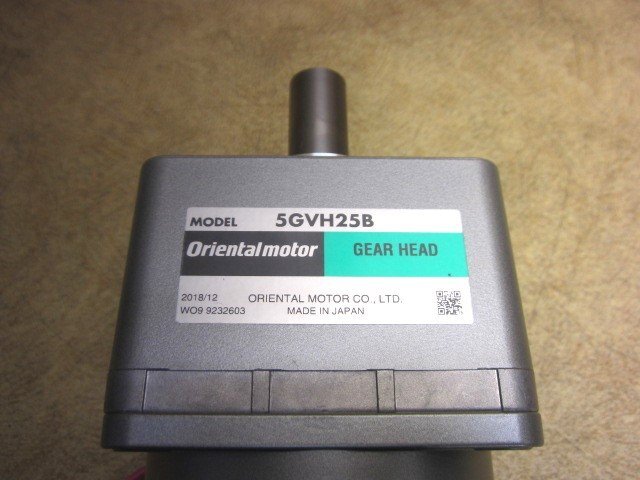 MODEL 5GVH25B
Orientalmotor GEAR HEAD
2018/12 ORIENTAL MOTOR CO., LTD.
WO9 9232603 MADE IN JAPAN